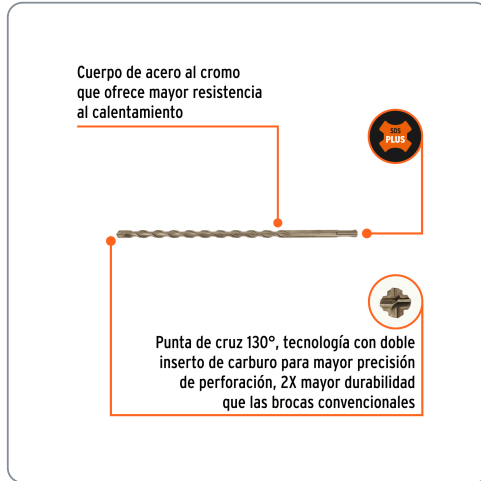 Cuerpo de acero al cromo
que ofrece mayor resistencia
al calentamiento
SDS
PLUS
Punta de cruz 130°, tecnología con doble
inserto de carburo para mayor precisión
de perforación, 2X mayor durabilidad
que las brocas convencionales